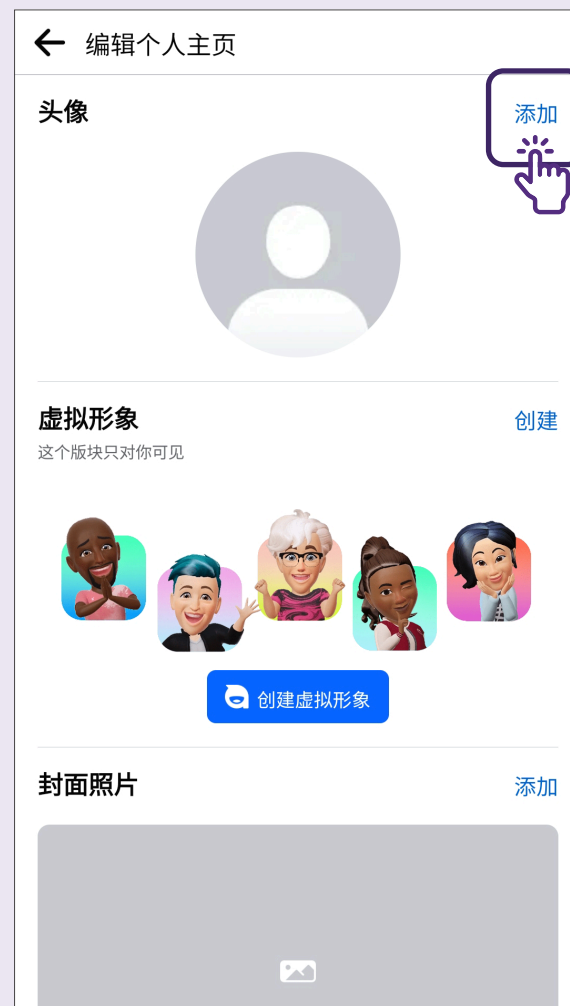 编辑个人主页
头像
添加
虚拟形象
创建
这个版块只对你可见
创建虚拟形象
封面照片
添加